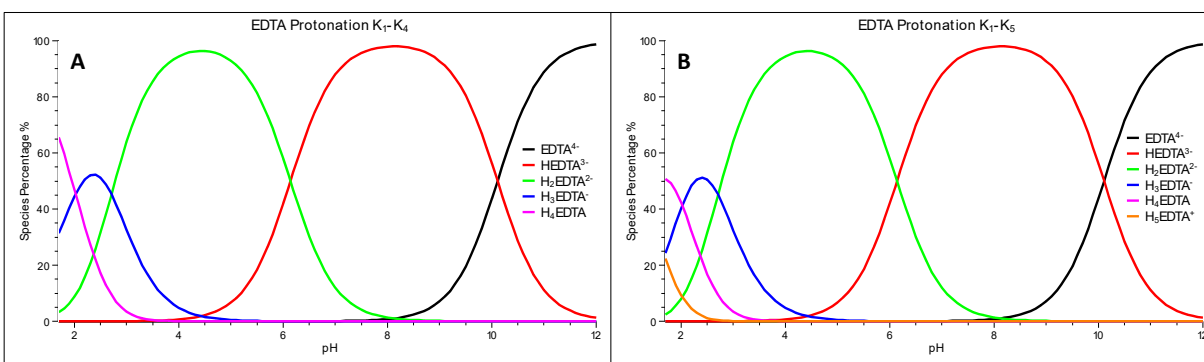 EDTA Protonation K₁-K₄
A
Species Percentage %
100
80
60
40
20
0
2
4
6
8
10
12
pH
EDTA⁴⁻
HEDTA³⁻
H₂EDTA²⁻
H₃EDTA⁻
H₄EDTA
EDTA Protonation K₁-K₅
B
Species Percentage %
100
80
60
40
20
0
2
4
6
8
10
12
pH
EDTA⁴⁻
HEDTA³⁻
H₂EDTA²⁻
H₃EDTA⁻
H₄EDTA
H₅EDTA⁺